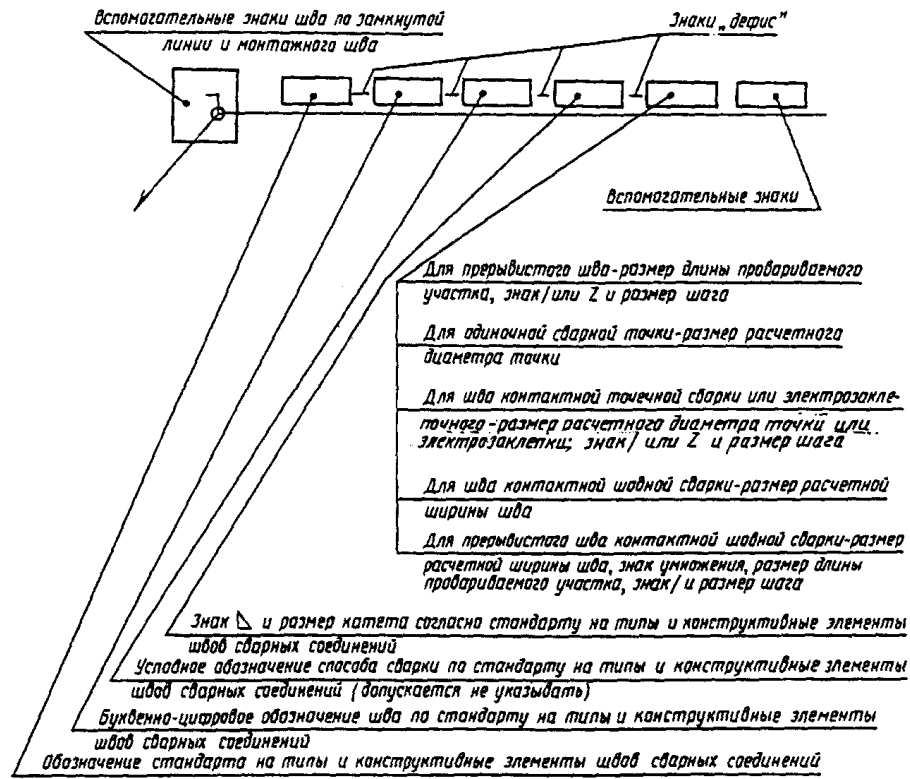 Вспомогательные знаки шва по замкнутой
линии и монтажного шва
Знаки „дефис"
Вспомогательные знаки
Для прерывистого шва-размер длины провариваемого
участка, знак/или Z и размер шага
Для одиночной сварной точки-размер расчетного
диаметра точки
Для шва контактной точечной сварки или электрозакле-
точного-размер расчетного диаметра точки или
электрозаклепки; знак/ или Z и размер шага
Для шва контактной шовной сварки-размер расчетной
ширины шва
Для прерывистого шва контактной шовной сварки-размер
расчетной ширины шва, знак умножения, размер длины
провариваемого участка, знак/ и размер шага
Знак ◺ и размер катета согласно стандарту на типы и конструктивные элементы
швов сварных соединений
Условное обозначение способа сварки по стандарту на типы и конструктивные элементы
швов сварных соединений (допускается не указывать)
Буквенно-цифровое обозначение шва по стандарту на типы и конструктивные элементы
швов сварных соединений
Обозначение стандарта на типы и конструктивные элементы швов сварных соединений